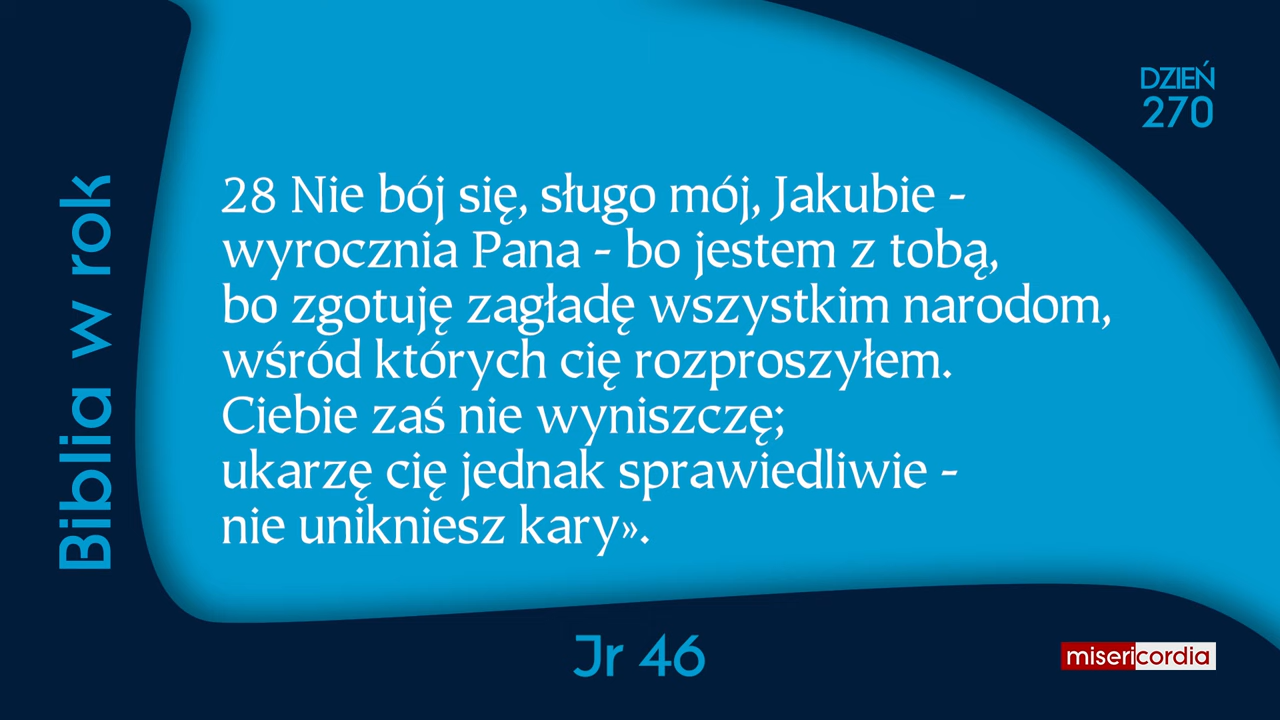 DZIEŃ
270
Biblia w rok
28 Nie bój się, sługo mój, Jakubie -
wyrocznia Pana - bo jestem z tobą,
bo zgotuję zagładę wszystkim narodom,
wśród których cię rozproszyłem.
Ciebie zaś nie wyniszczę;
ukarzę cię jednak sprawiedliwie -
nie unikniesz kary».
Jr 46
misericordia